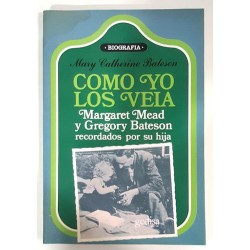 · BIOGRAFIA ·
Mary Catherine Bateson
COMO YO
LOS VEIA
Margaret Mead
y Gregory Bateson
recordados por su hija
gedisa